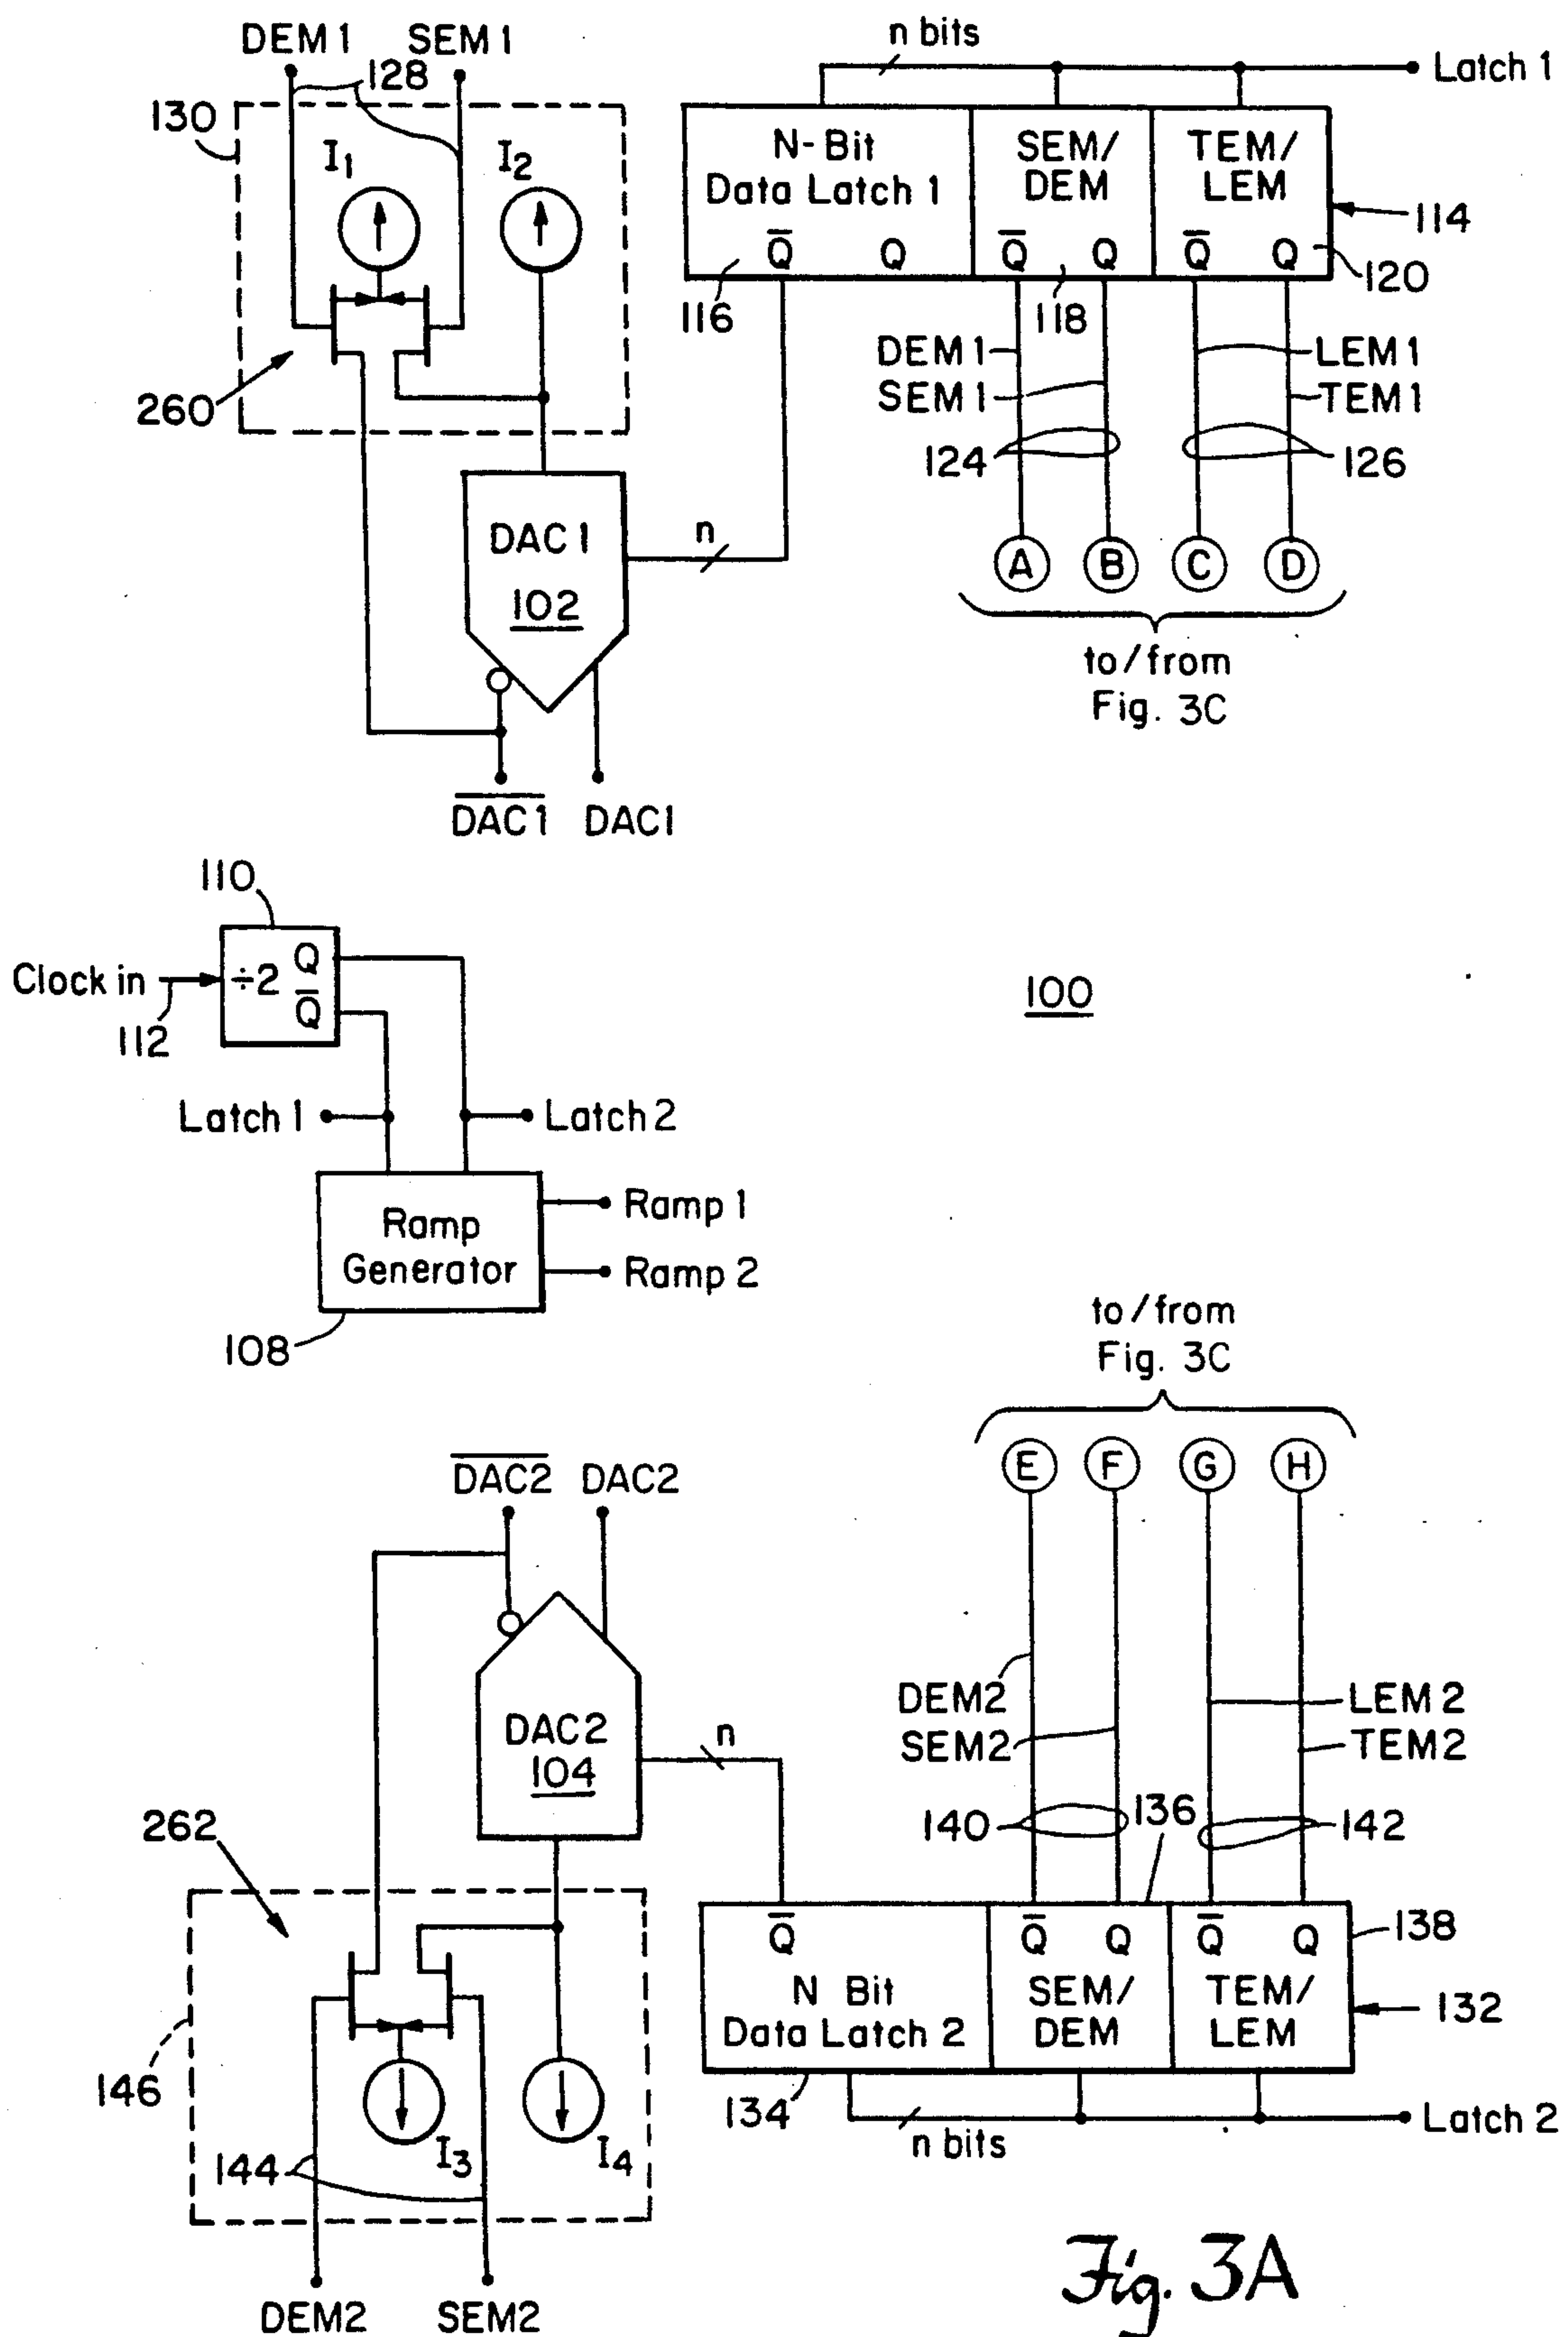 DEM1 SEM1
128
130
I1 I2
260
n bits
Latch 1
N-Bit
Data Latch 1
Q̅ Q
SEM/
DEM
Q̅ Q
TEM/
LEM
Q̅ Q
114
116
118
120
DEM1
SEM1
LEM1
TEM1
124
126
A B C D
to/from
Fig. 3C
DAC1
102
n
D̅A̅C̅1̅ DAC1
110
Clock in
÷2
Q
Q̅
112
100
Latch 1
Latch 2
Ramp
Generator
Ramp 1
Ramp 2
108
to/from
Fig. 3C
E F G H
D̅A̅C̅2̅ DAC2
DAC2
104
n
DEM2
SEM2
LEM2
TEM2
140
136
142
262
Q̅
N Bit
Data Latch 2
Q̅ Q
SEM/
DEM
Q̅ Q
TEM/
LEM
138
132
134
n bits
Latch 2
146
144
I3 I4
DEM2 SEM2
Fig. 3A